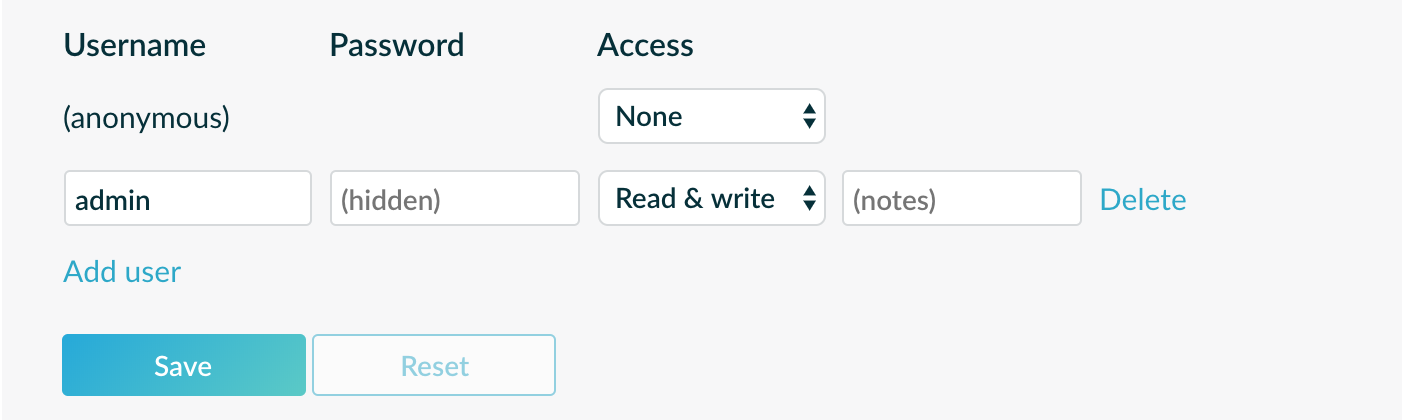 Username Password Access
(anonymous) None
admin (hidden) Read & write (notes) Delete
Add user
Save Reset